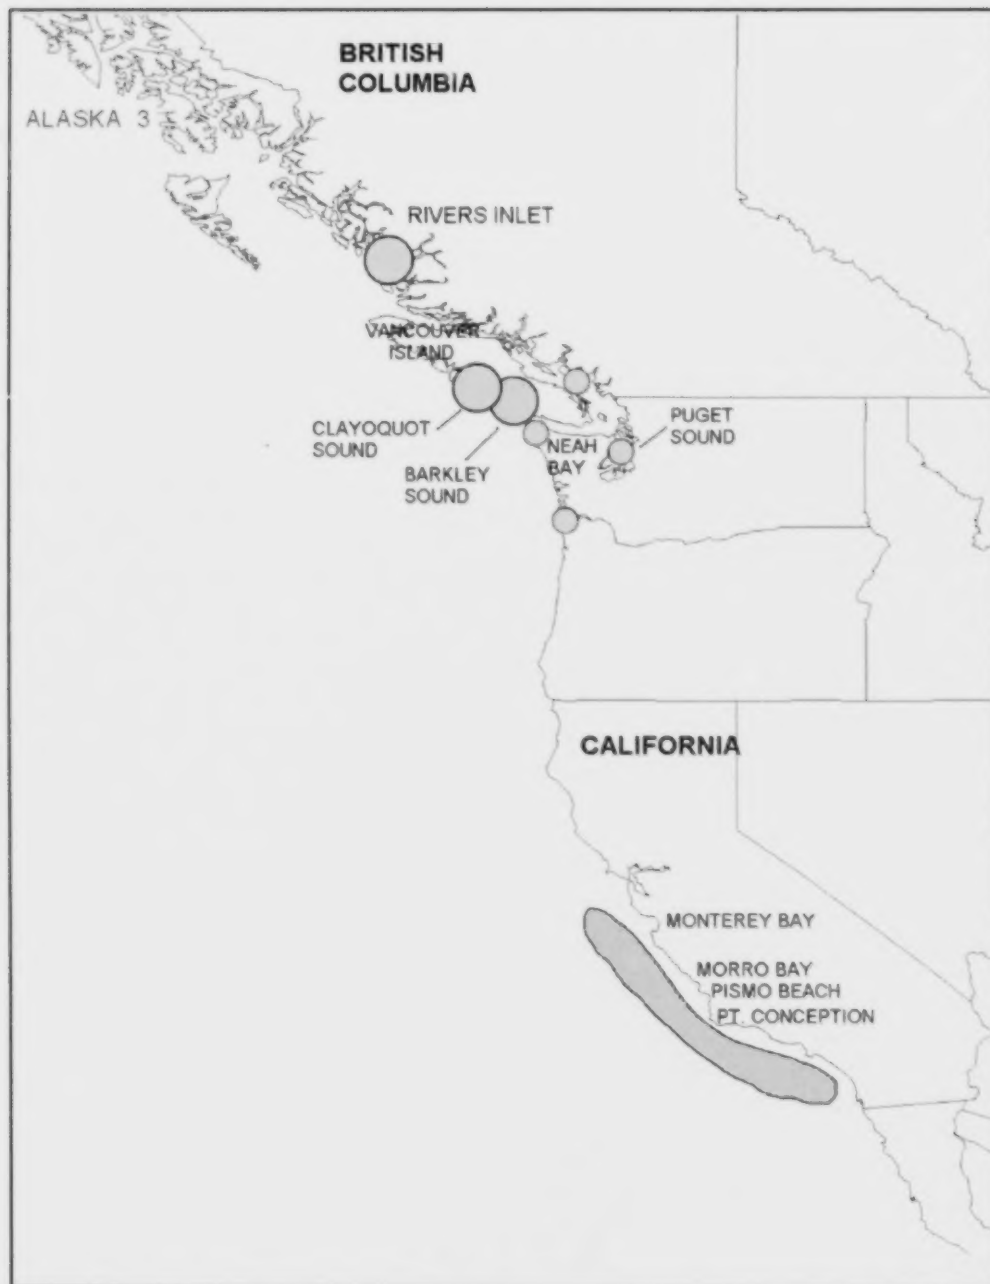 BRITISH
COLUMBIA
ALASKA 3
RIVERS INLET
VANCOUVER
ISLAND
CLAYOQUOT
SOUND
BARKLEY
SOUND
NEAH
BAY
PUGET
SOUND
CALIFORNIA
MONTEREY BAY
MORRO BAY
PISMO BEACH
PT. CONCEPTION